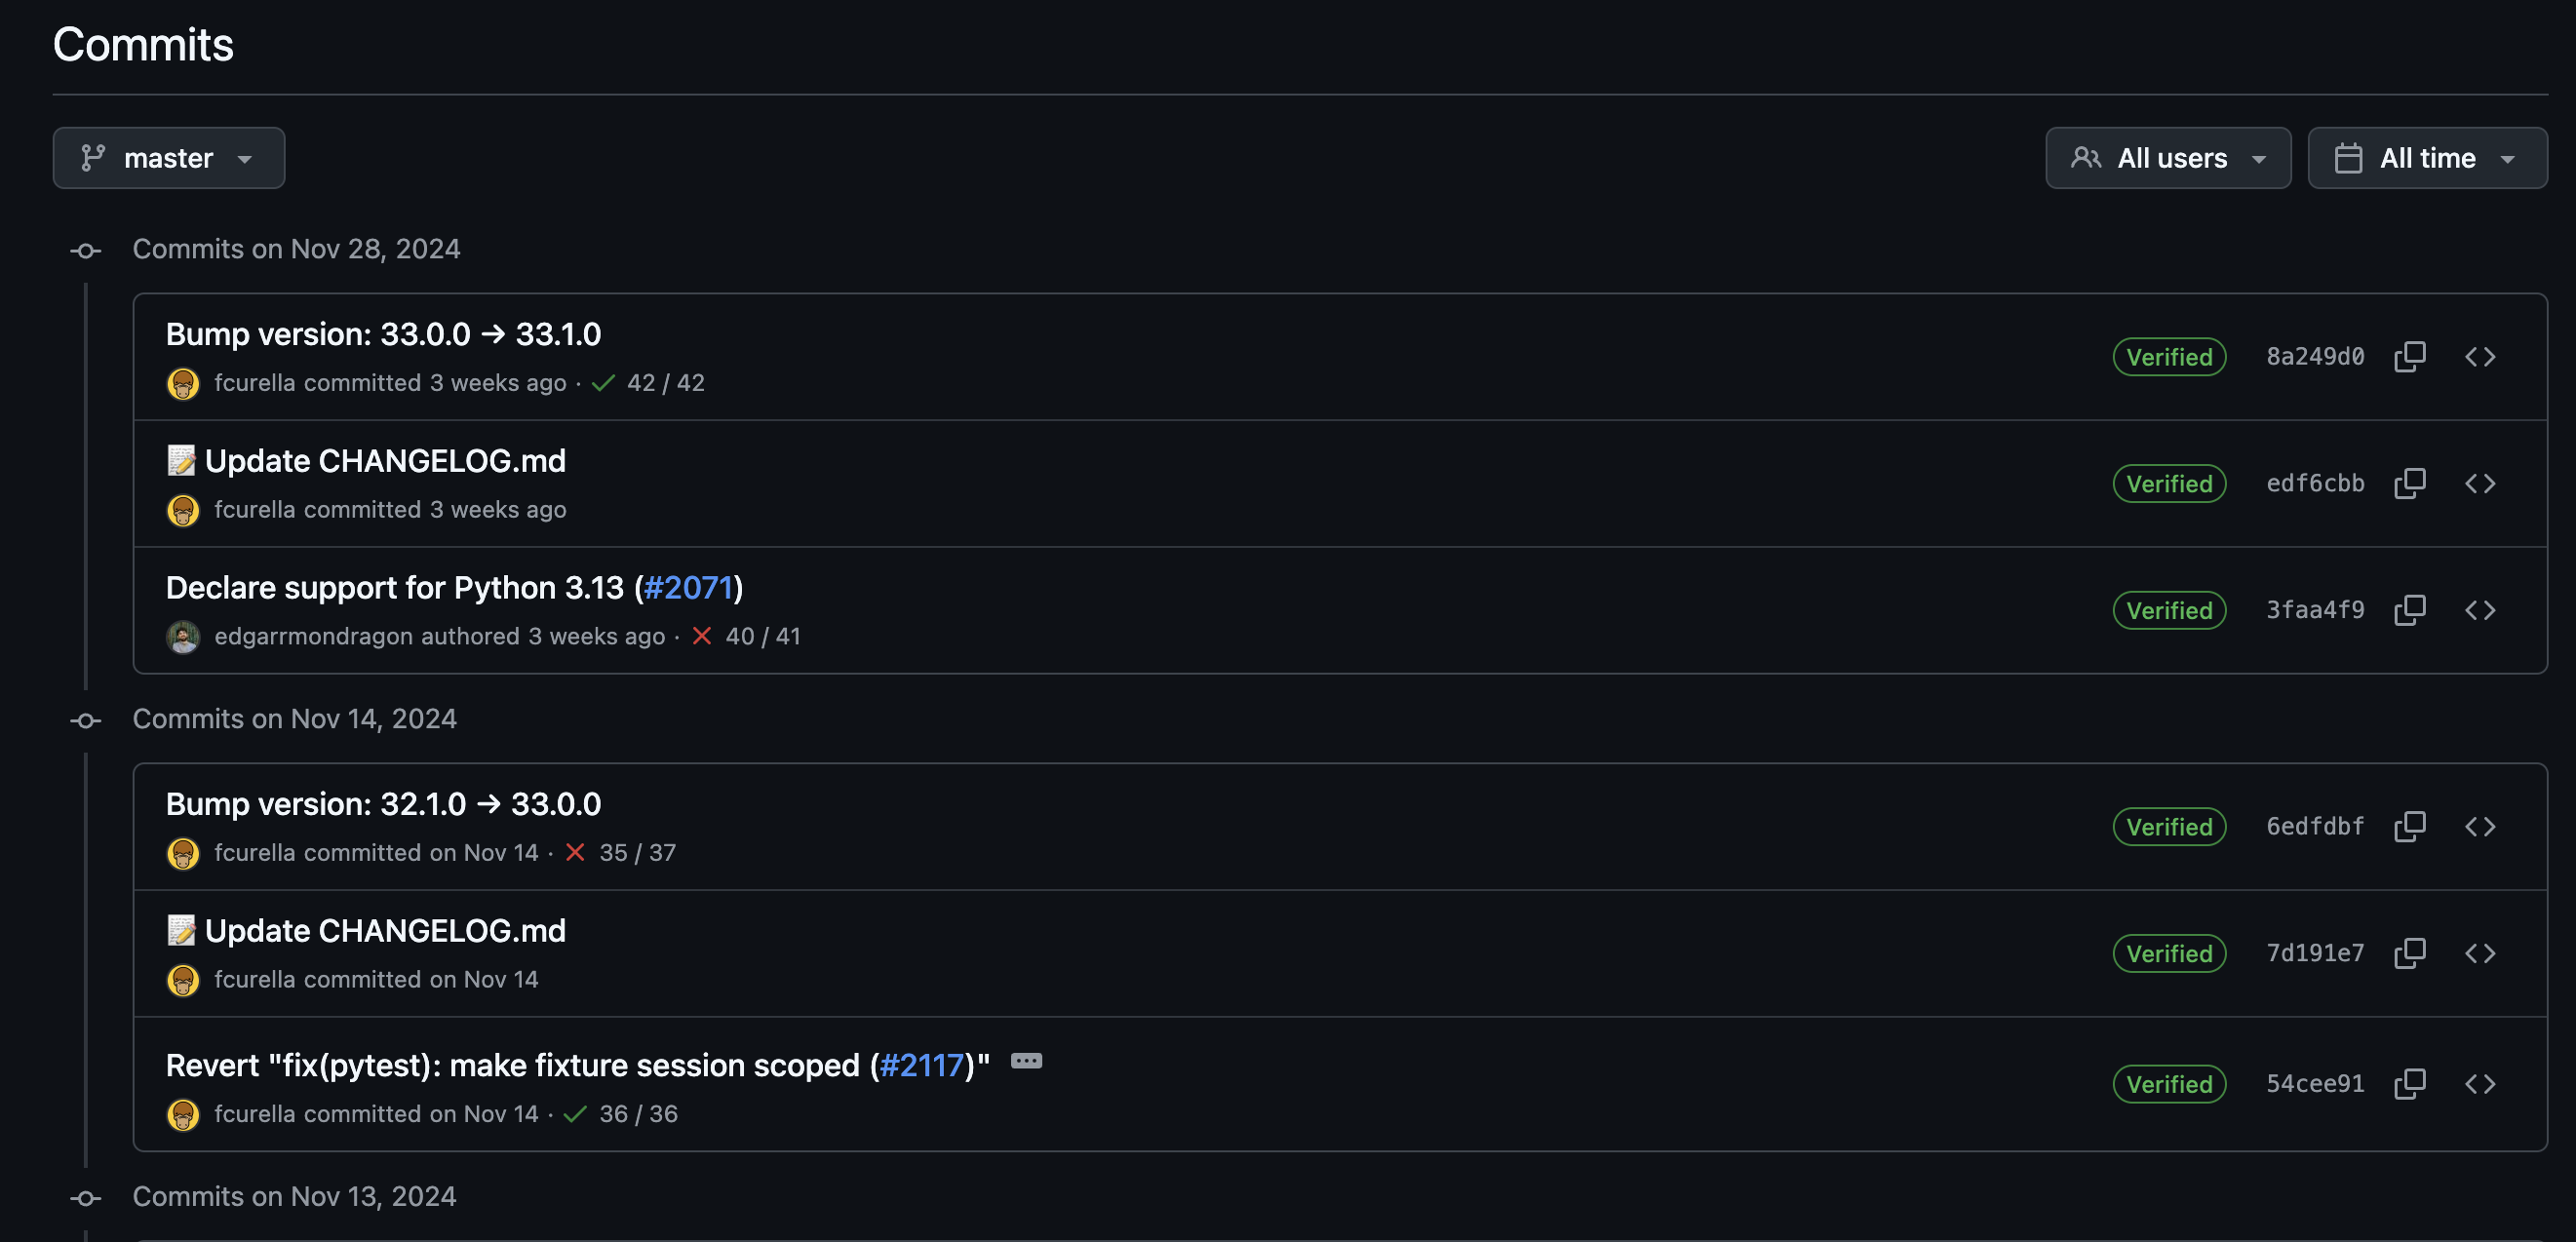 Commits
master
All users
All time
Commits on Nov 28, 2024
Bump version: 33.0.0 → 33.1.0
fcurella committed 3 weeks ago · 42 / 42
Verified
8a249d0
📝 Update CHANGELOG.md
fcurella committed 3 weeks ago
Verified
edf6cbb
Declare support for Python 3.13 (#2071)
edgarrmondragon authored 3 weeks ago · 40 / 41
Verified
3faa4f9
Commits on Nov 14, 2024
Bump version: 32.1.0 → 33.0.0
fcurella committed on Nov 14 · 35 / 37
Verified
6edfdbf
📝 Update CHANGELOG.md
fcurella committed on Nov 14
Verified
7d191e7
Revert "fix(pytest): make fixture session scoped (#2117)"
fcurella committed on Nov 14 · 36 / 36
Verified
54cee91
Commits on Nov 13, 2024